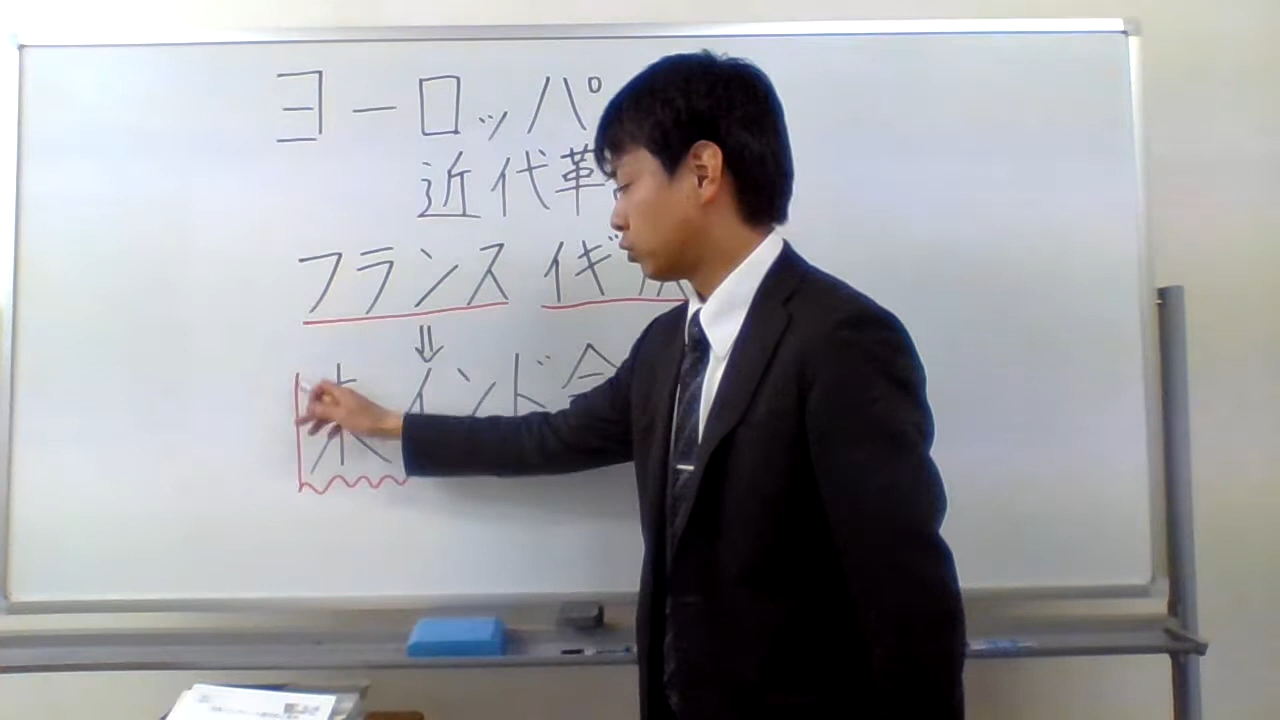 ヨーロッパ
近代革
フランス イギ
⇓
インド会